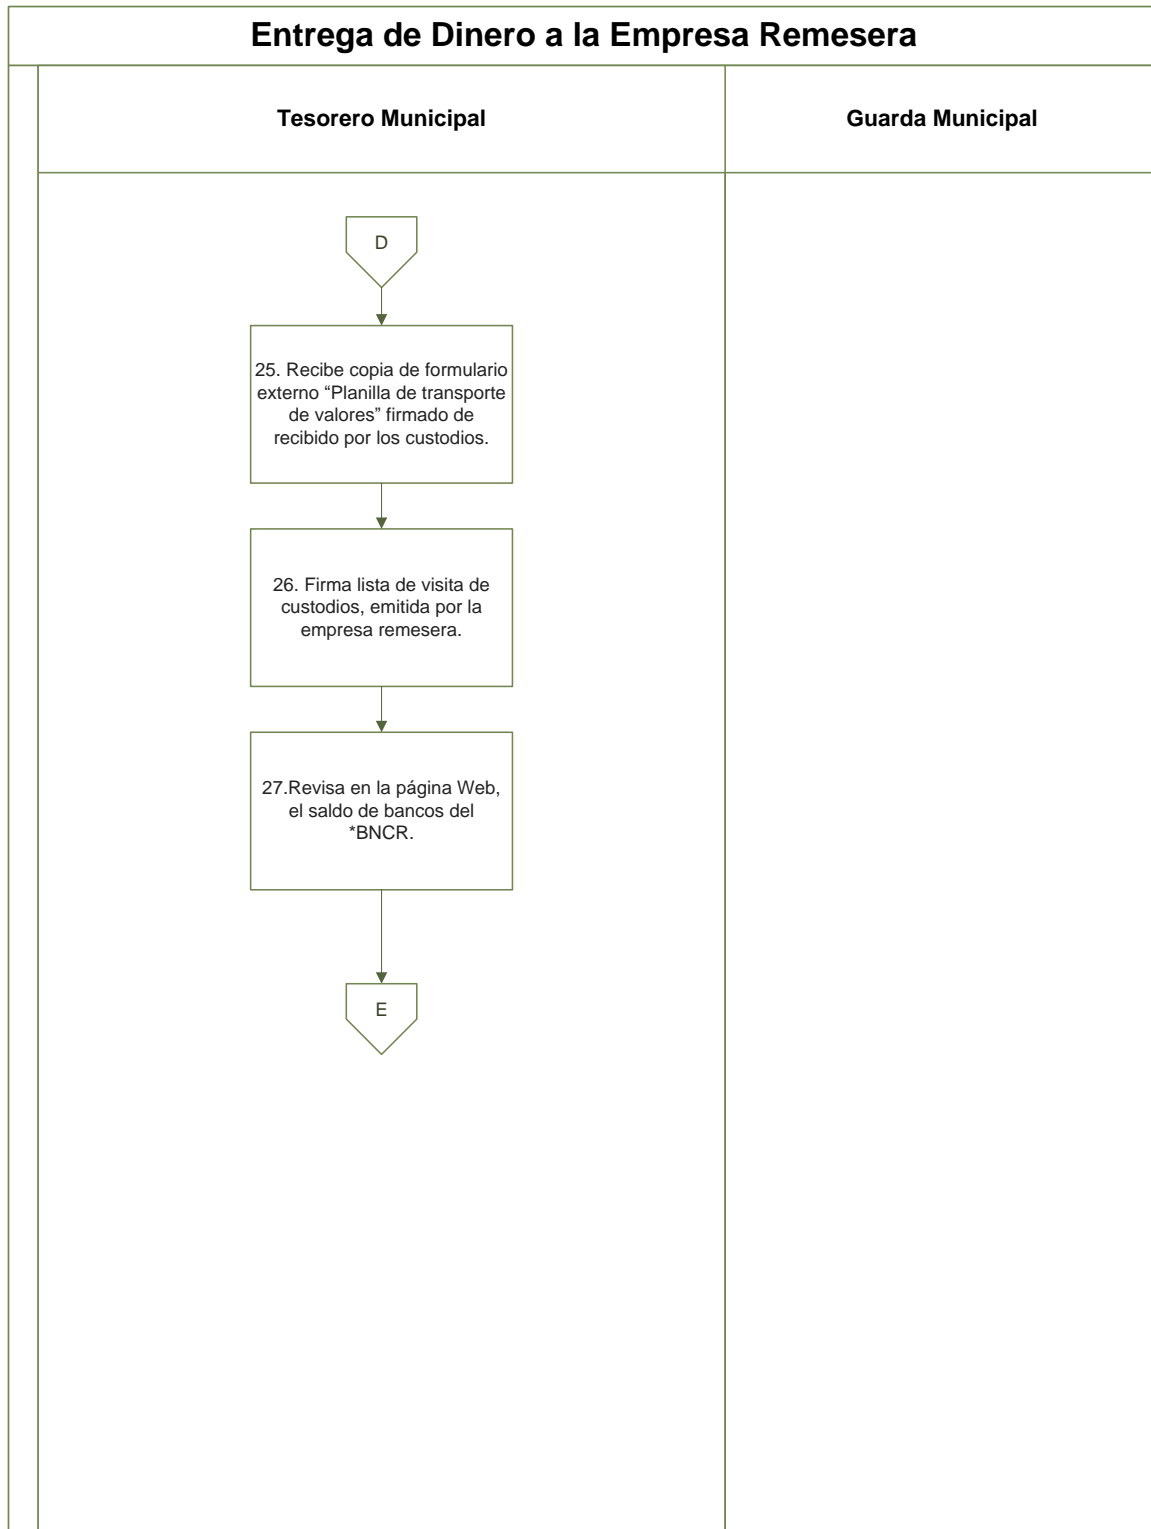 Entrega de Dinero a la Empresa Remesera
Tesorero Municipal
Guarda Municipal
D
25. Recibe copia de formulario
externo “Planilla de transporte
de valores” firmado de
recibido por los custodios.
26. Firma lista de visita de
custodios, emitida por la
empresa remesera.
27.Revisa en la página Web,
el saldo de bancos del
*BNCR.
E